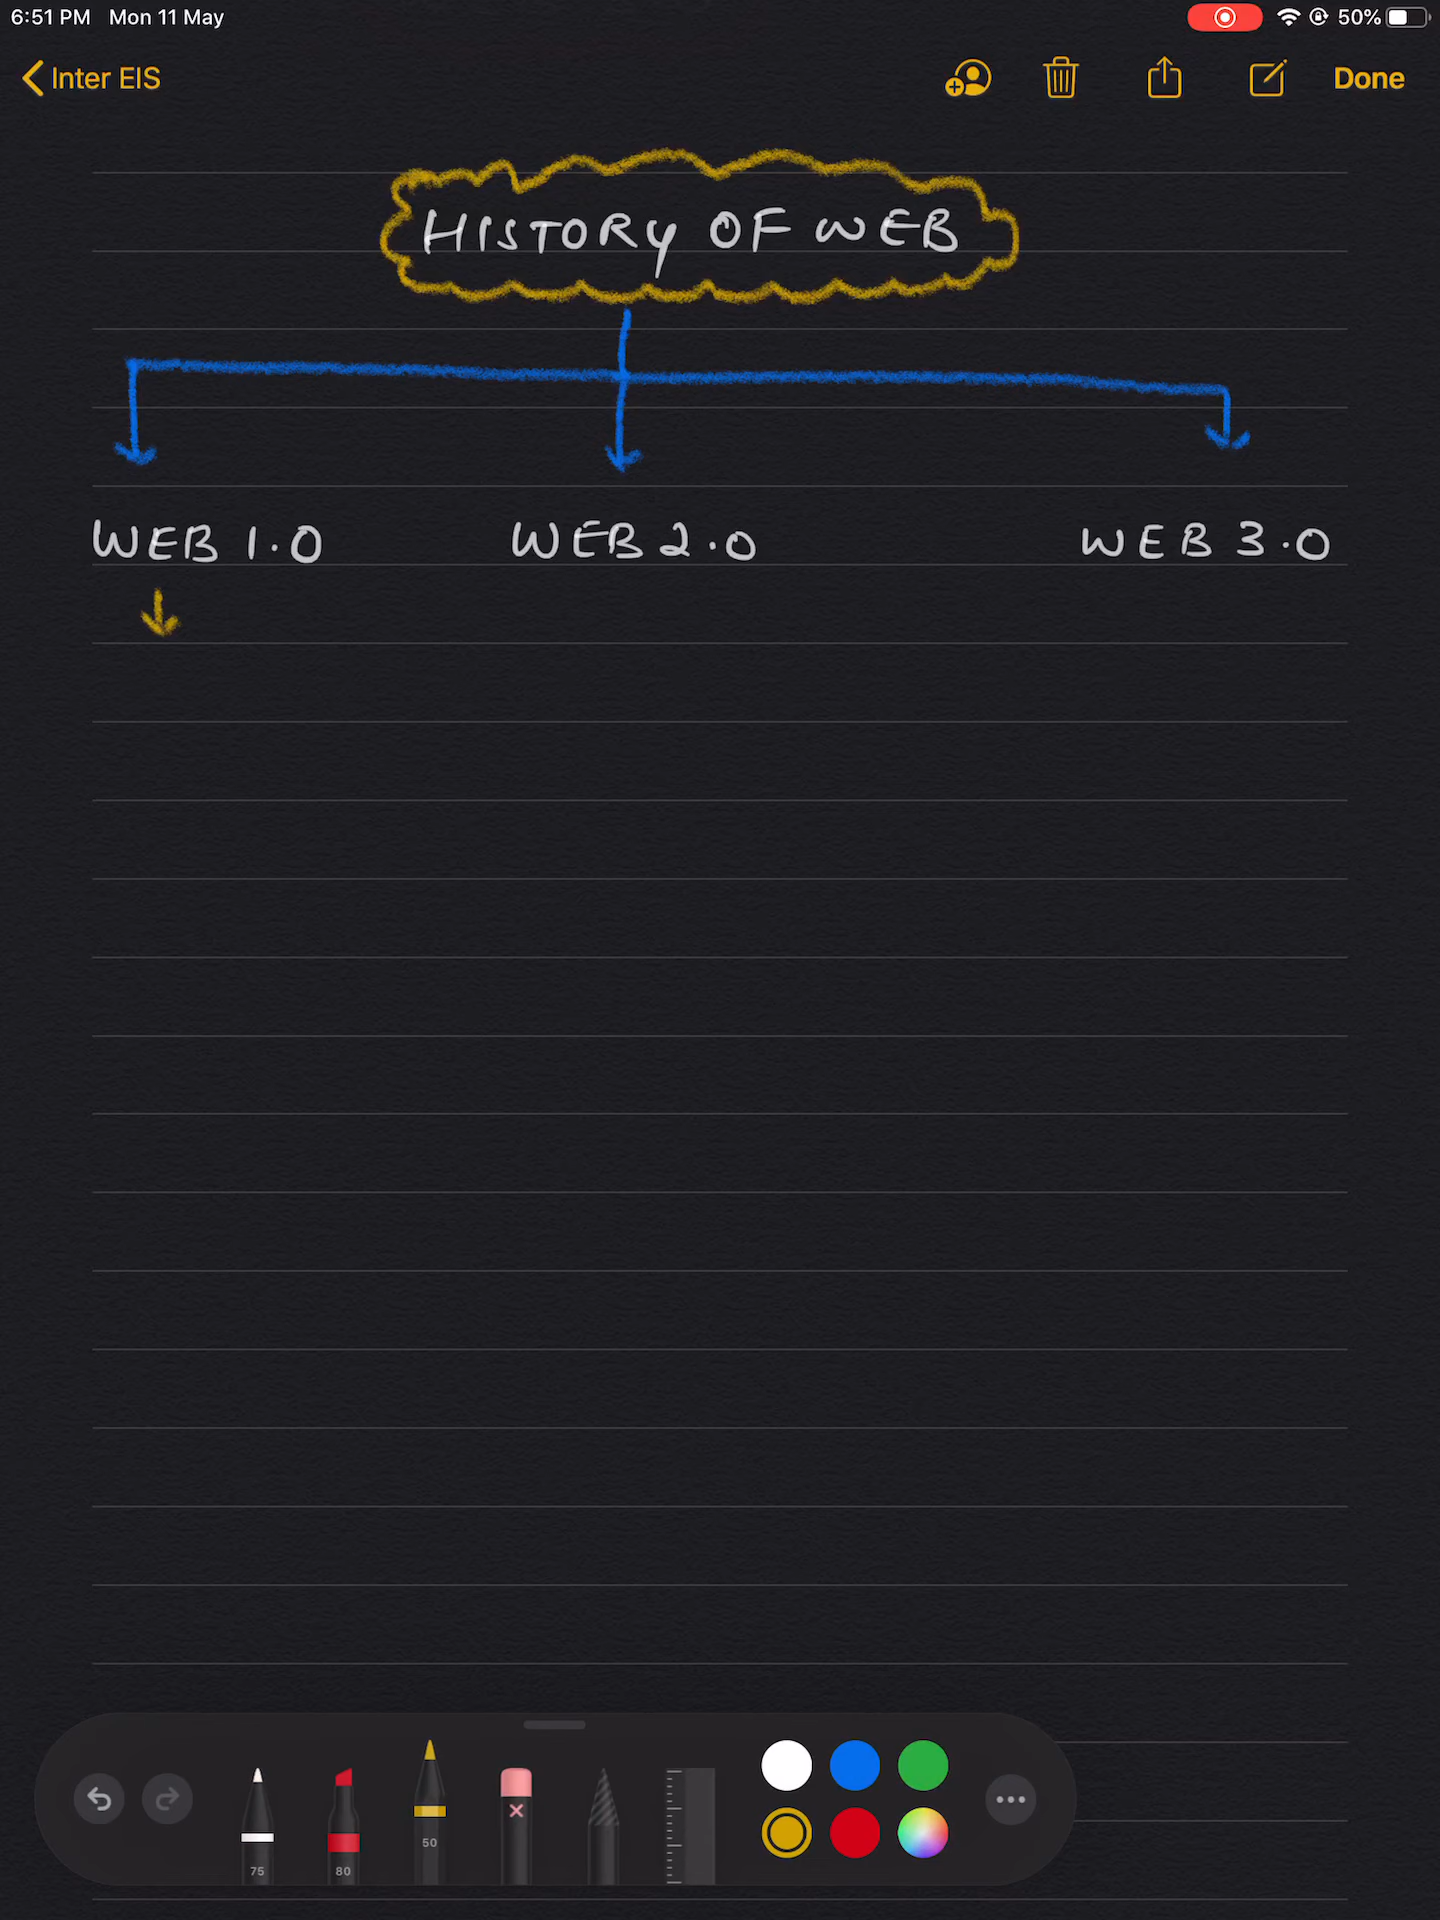 6:51 PM Mon 11 May 50%
Inter EIS Done
HISTORY OF WEB
WEB 1.0 WEB 2.0 WEB 3.0
50
75 80